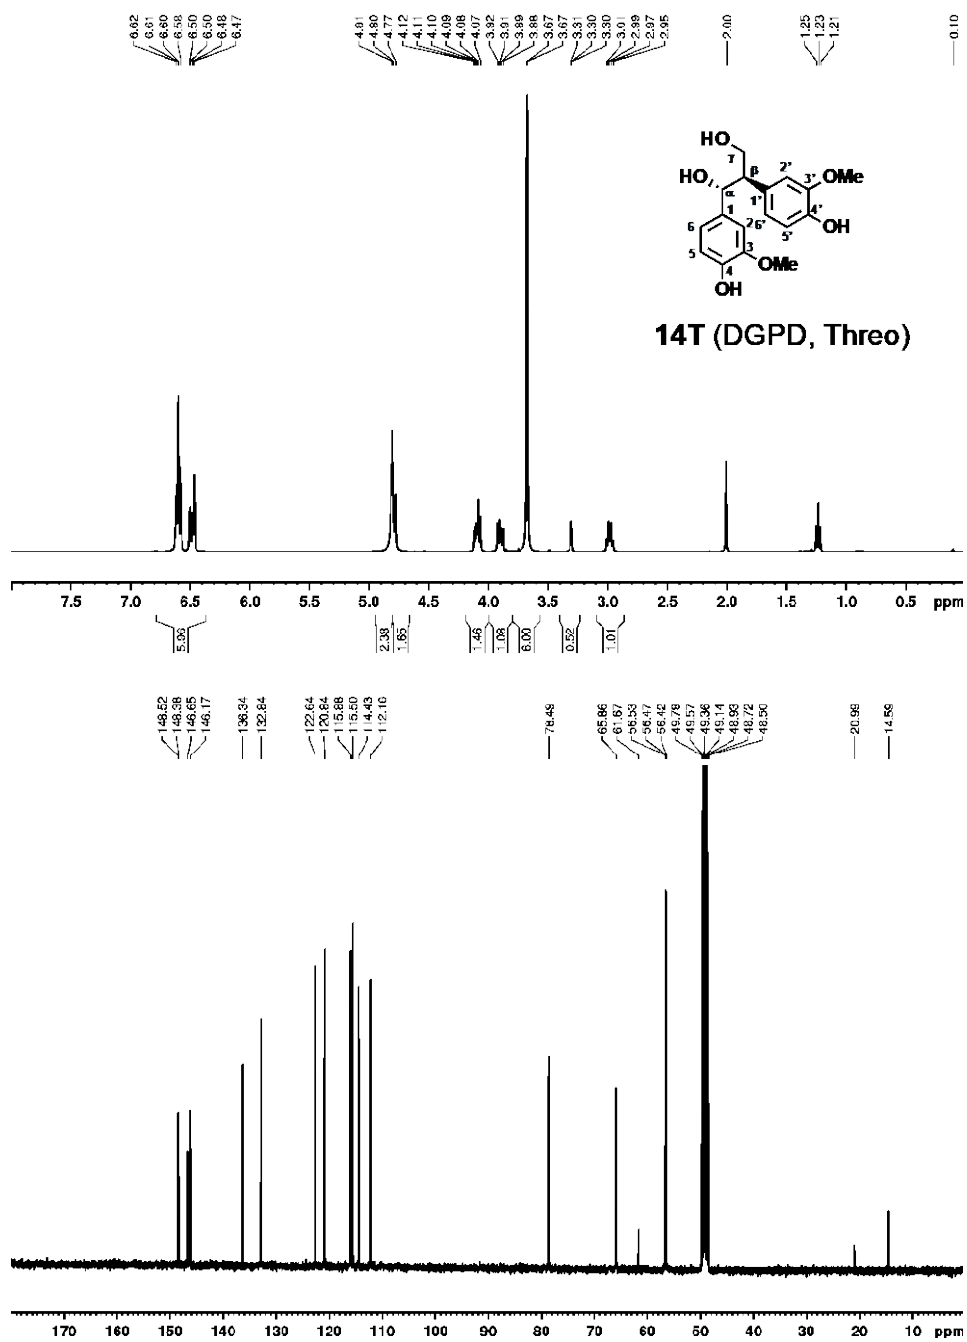 6.62 6.61 6.60 6.58 6.50 6.50 6.48 6.47 4.81 4.80 4.77 4.12 4.11 4.10 4.09 4.08 4.07 3.92 3.91 3.89 3.88 3.67 3.67 3.31 3.30 3.30 3.01 2.99 2.97 2.95 2.00 1.25 1.23 1.21 0.10
HO
γ
β
2'
HO
α
3'
OMe
1'
1
4'
6
2
6'
5'
OH
5
3
4
OMe
OH
14T (DGPD, Threo)
7.5 7.0 6.5 6.0 5.0 4.5 4.0 3.5 3.0 2.5 2.0 1.5 1.0 0.5 ppm
5.96 2.38 1.65 1.46 1.08 6.00 0.52 1.01
148.52 148.38 146.65 146.17 136.34 132.84 122.64 120.84 115.88 115.50 114.43 112.16 78.48 65.86 61.67 56.53 56.47 56.42 49.78 49.57 49.36 49.14 48.93 48.72 48.50 20.99 14.59
170 160 150 140 130 120 110 100 90 80 70 60 50 40 30 20 10 ppm